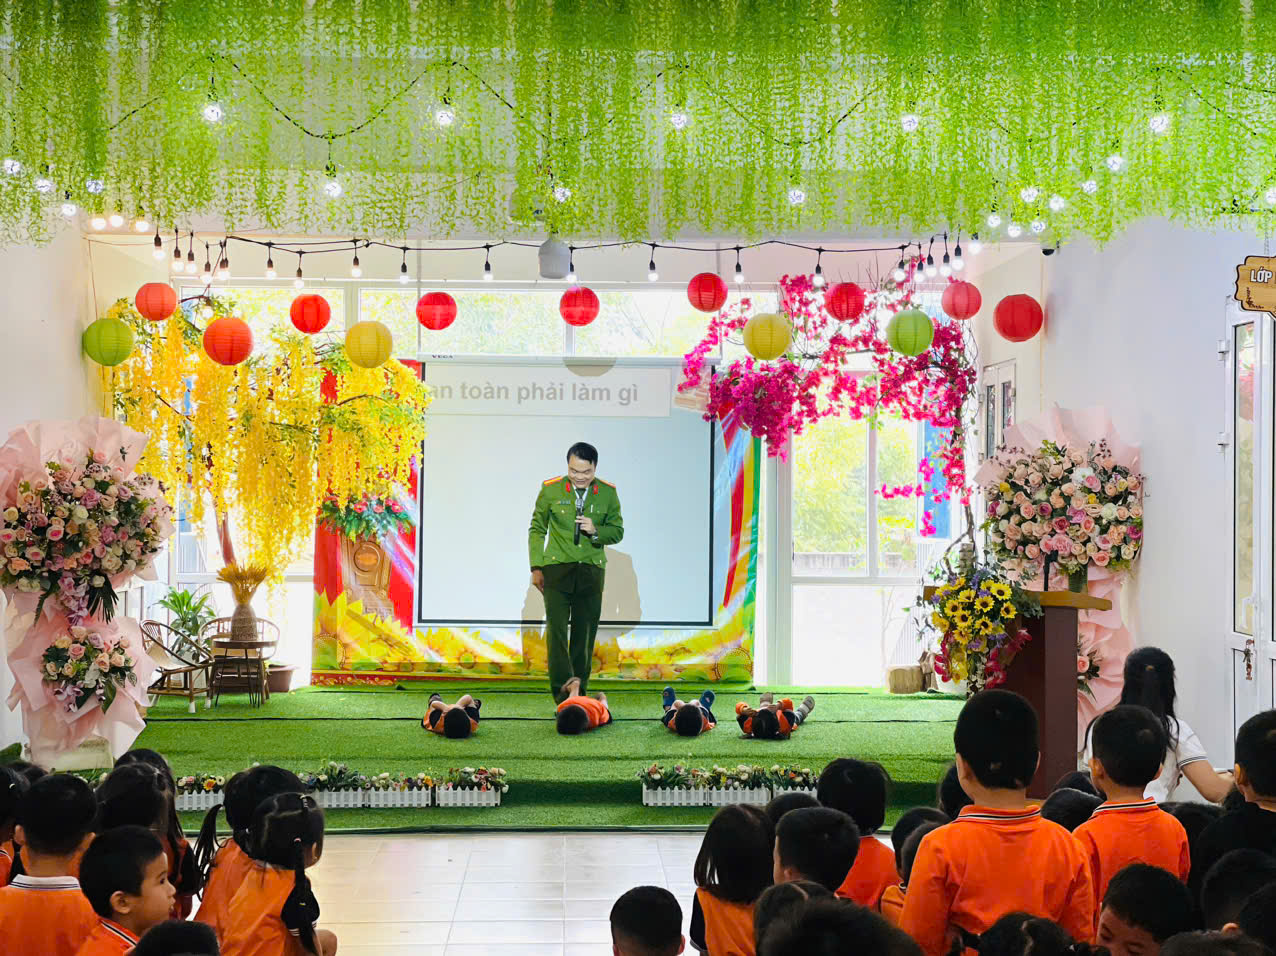 VEGA
an toàn phải làm gì
LỚP